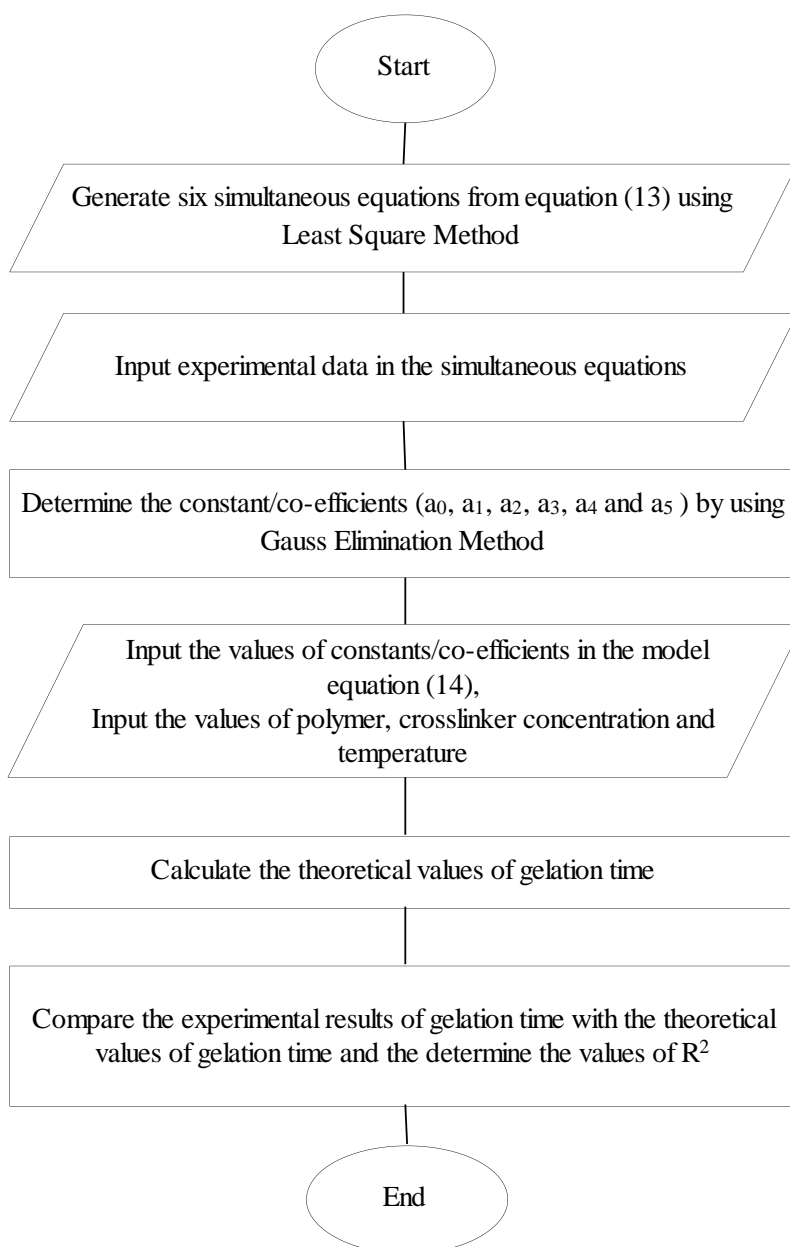 Start
Generate six simultaneous equations from equation (13) using
Least Square Method
Input experimental data in the simultaneous equations
Determine the constant/co-efficients (a₀, a₁, a₂, a₃, a₄ and a₅ ) by using
Gauss Elimination Method
Input the values of constants/co-efficients in the model
equation (14),
Input the values of polymer, crosslinker concentration and
temperature
Calculate the theoretical values of gelation time
Compare the experimental results of gelation time with the theoretical
values of gelation time and the determine the values of R²
End